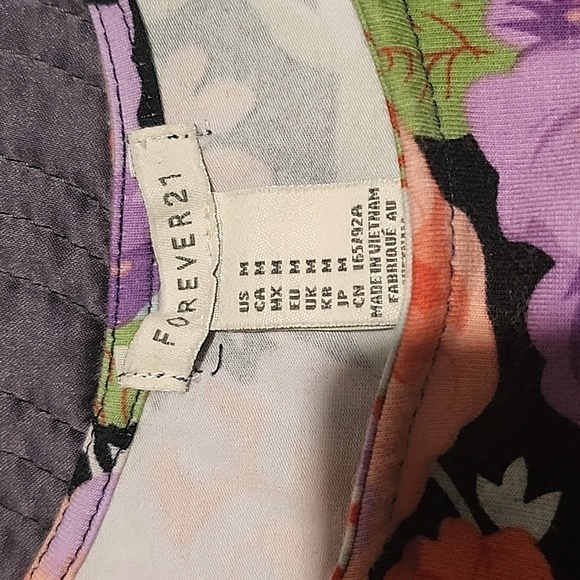 FOREVER21
US M
CA M
MX M
EU M
UK M
KR M
JP M
CN 165/92A
MADE IN VIETNAM
FABRIQUÉ AU